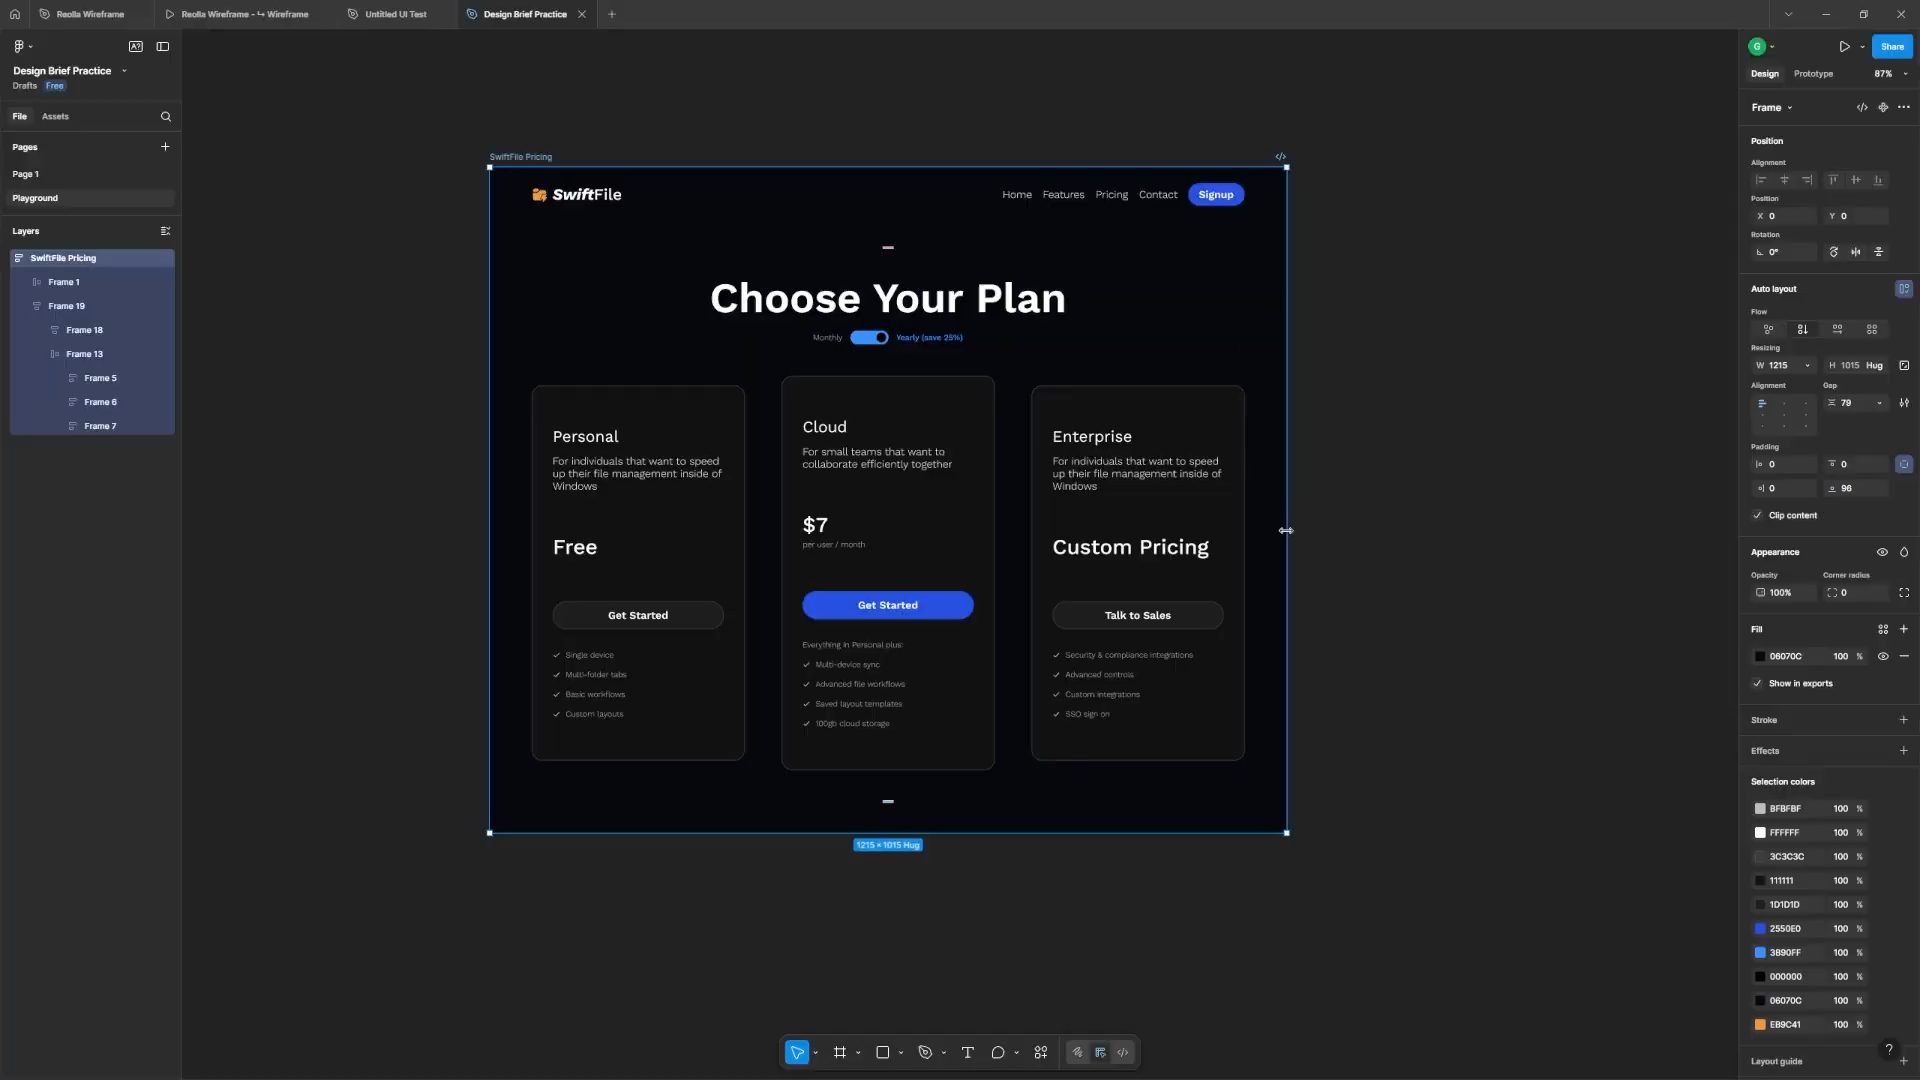 Reolla Wireframe
Reolla Wireframe - ↪ Wireframe
Untitled UI Test
Design Brief Practice
Design Brief Practice
Drafts Free
File Assets
Pages
Page 1
Playground
Layers
SwiftFile Pricing
Frame 1
Frame 19
Frame 18
Frame 13
Frame 5
Frame 6
Frame 7
SwiftFile Pricing
SwiftFile
Home Features Pricing Contact Signup
Choose Your Plan
Monthly Yearly (save 25%)
Personal
For individuals that want to speed
up their file management inside of
Windows
Free
Get Started
Single device
Multi-folder tabs
Basic workflows
Custom layouts
Cloud
For small teams that want to
collaborate efficiently together
$7
per user / month
Get Started
Everything in Personal plus:
Multi-device sync
Advanced file workflows
Saved layout templates
100gb cloud storage
Enterprise
For individuals that want to speed
up their file management inside of
Windows
Custom Pricing
Talk to Sales
Security & compliance integrations
Advanced controls
Custom integrations
SSO sign on
1215 × 1015 Hug
G
Share
Design Prototype 87%
Frame
Position
Alignment
Position
X 0 Y 0
Rotation
0°
Auto layout
Flow
Resizing
W 1215 H 1015 Hug
Alignment Gap
79
Padding
0 0
0 96
Clip content
Appearance
Opacity Corner radius
100% 0
Fill
06070C 100 %
Show in exports
Stroke
Effects
Selection colors
BFBFBF 100 %
FFFFFF 100 %
3C3C3C 100 %
111111 100 %
1D1D1D 100 %
2550E0 100 %
3B90FF 100 %
000000 100 %
06070C 100 %
EB9C41 100 %
Layout guide
?